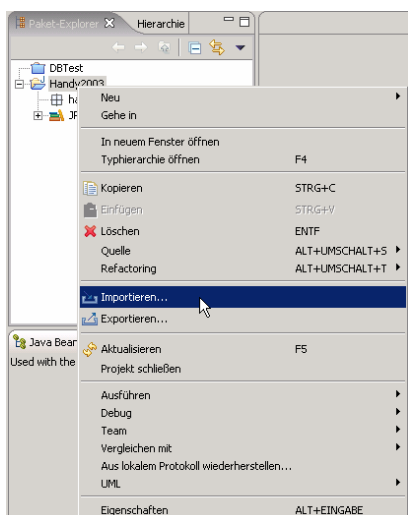 Paket-Explorer Hierarchie
DBTest
Handy2003
Neu
Gehe in
In neuem Fenster öffnen
Typhierarchie öffnen F4
Kopieren STRG+C
Einfügen STRG+V
Löschen ENTF
Quelle ALT+UMSCHALT+S
Refactoring ALT+UMSCHALT+T
Importieren...
Exportieren...
Java Bean
Used with the
Aktualisieren F5
Projekt schließen
Ausführen
Debug
Team
Vergleichen mit
Aus lokalem Protokoll wiederherstellen...
UML
Eigenschaften ALT+EINGABE